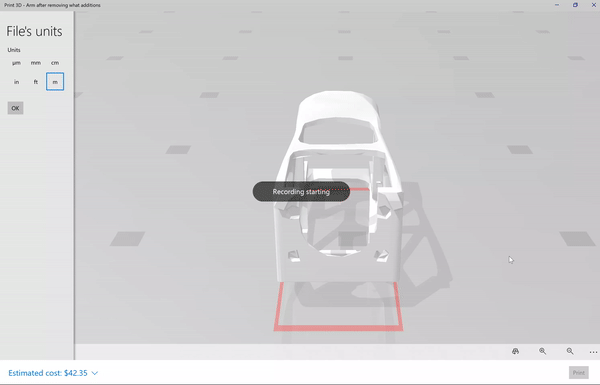 Print 3D - Arm after removing what additions
File's units
Units
µm mm cm
in ft m
OK
Recording starting
Estimated cost: $42.35
Print